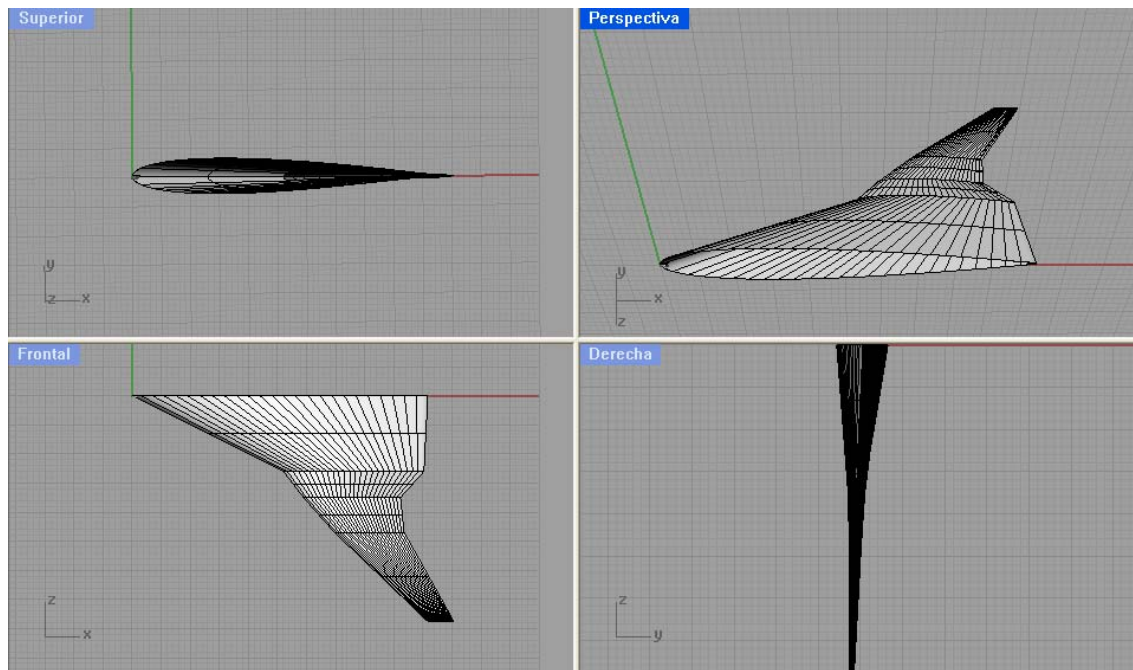 Superior
Perspectiva
y
z x
y
x
z
Frontal
Derecha
z
x
z
y